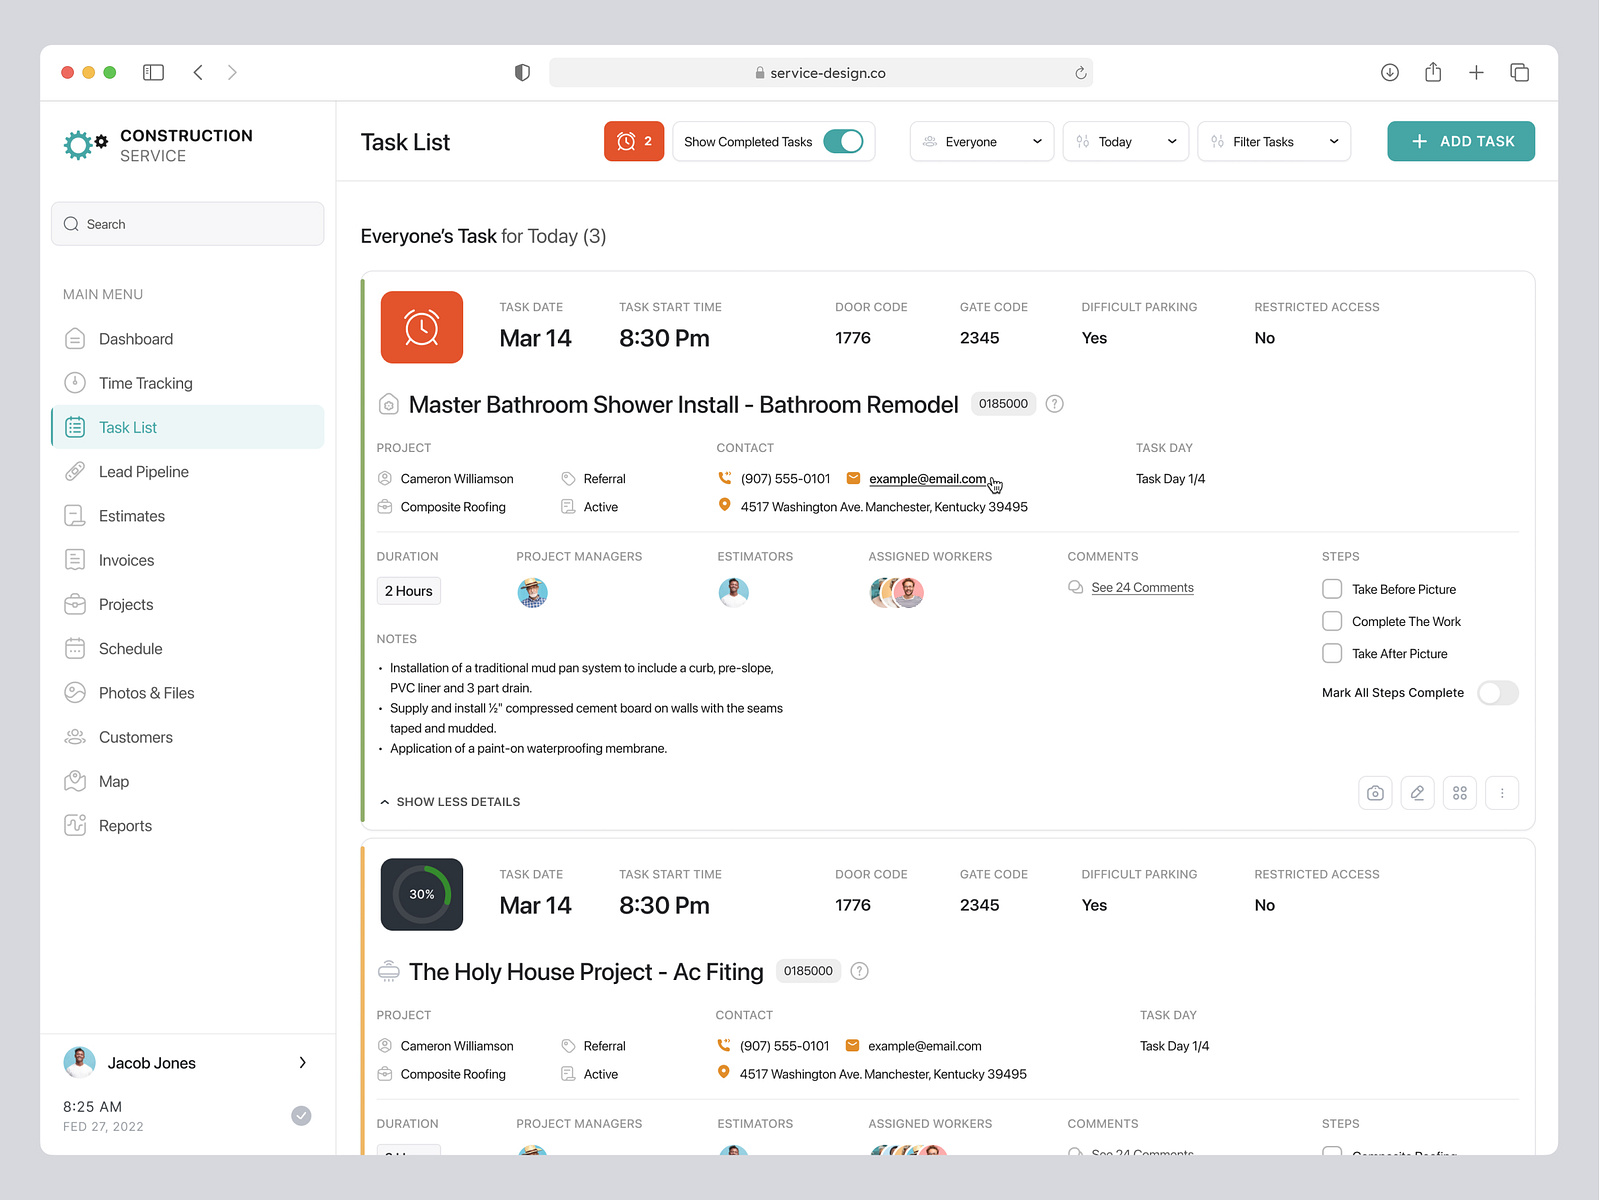 service-design.co
CONSTRUCTION
SERVICE
Search
MAIN MENU
Dashboard
Time Tracking
Task List
Lead Pipeline
Estimates
Invoices
Projects
Schedule
Photos & Files
Customers
Map
Reports
Jacob Jones
8:25 AM
FED 27, 2022
Task List
2
Show Completed Tasks
Everyone
Today
Filter Tasks
ADD TASK
Everyone's Task for Today (3)
TASK DATE TASK START TIME DOOR CODE GATE CODE DIFFICULT PARKING RESTRICTED ACCESS
Mar 14 8:30 Pm 1776 2345 Yes No
Master Bathroom Shower Install - Bathroom Remodel 0185000 ?
PROJECT CONTACT TASK DAY
Cameron Williamson Referral (907) 555-0101 example@email.com Task Day 1/4
Composite Roofing Active 4517 Washington Ave. Manchester, Kentucky 39495
DURATION PROJECT MANAGERS ESTIMATORS ASSIGNED WORKERS COMMENTS STEPS
2 Hours See 24 Comments Take Before Picture
Complete The Work
Take After Picture
Mark All Steps Complete
NOTES
• Installation of a traditional mud pan system to include a curb, pre-slope,
PVC liner and 3 part drain.
• Supply and install ½" compressed cement board on walls with the seams
taped and mudded.
• Application of a paint-on waterproofing membrane.
SHOW LESS DETAILS
30%
TASK DATE TASK START TIME DOOR CODE GATE CODE DIFFICULT PARKING RESTRICTED ACCESS
Mar 14 8:30 Pm 1776 2345 Yes No
The Holy House Project - Ac Fiting 0185000 ?
PROJECT CONTACT TASK DAY
Cameron Williamson Referral (907) 555-0101 example@email.com Task Day 1/4
Composite Roofing Active 4517 Washington Ave. Manchester, Kentucky 39495
DURATION PROJECT MANAGERS ESTIMATORS ASSIGNED WORKERS COMMENTS STEPS
See 24 Comments Composite Roofing